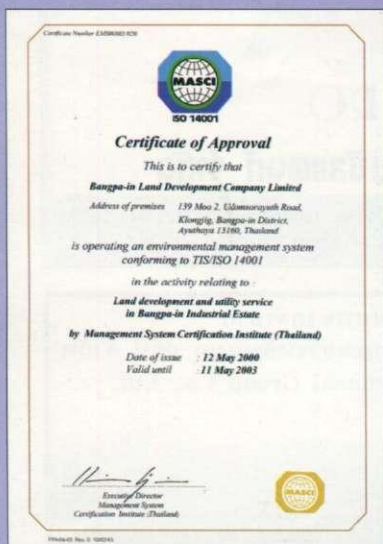 MASCI
ISO 14001
Certificate of Approval
This is to certify that
Bangpa-in Land Development Company Limited
Address of premises 139 Moo 2, Udomsorayuth Road,
Klongjig, Bangpa-in District,
Ayuthaya 13160, Thailand
is operating an environmental management system
conforming to TIS/ISO 14001
in the activity relating to :
Land development and utility service
in Bangpa-in Industrial Estate
by Management System Certification Institute (Thailand)
Date of issue : 12 May 2000
Valid until : 11 May 2003
Executive Director
Management System
Certification Institute (Thailand)
MASCI